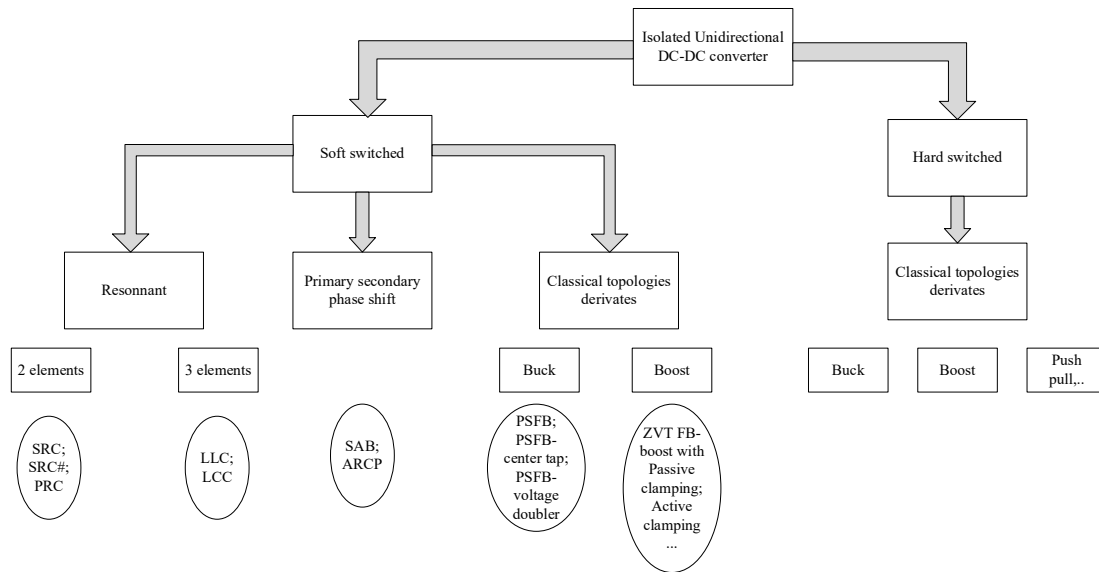 Isolated Unidirectional
DC-DC converter
Soft switched
Hard switched
Resonnant
Primary secondary
phase shift
Classical topologies
derivates
Classical topologies
derivates
2 elements
3 elements
Buck
Boost
Buck
Boost
Push
pull,..
SRC;
SRC#;
PRC
LLC;
LCC
SAB;
ARCP
PSFB;
PSFB-
center tap;
PSFB-
voltage
doubler
ZVT FB-
boost with
Passive
clamping;
Active
clamping
...